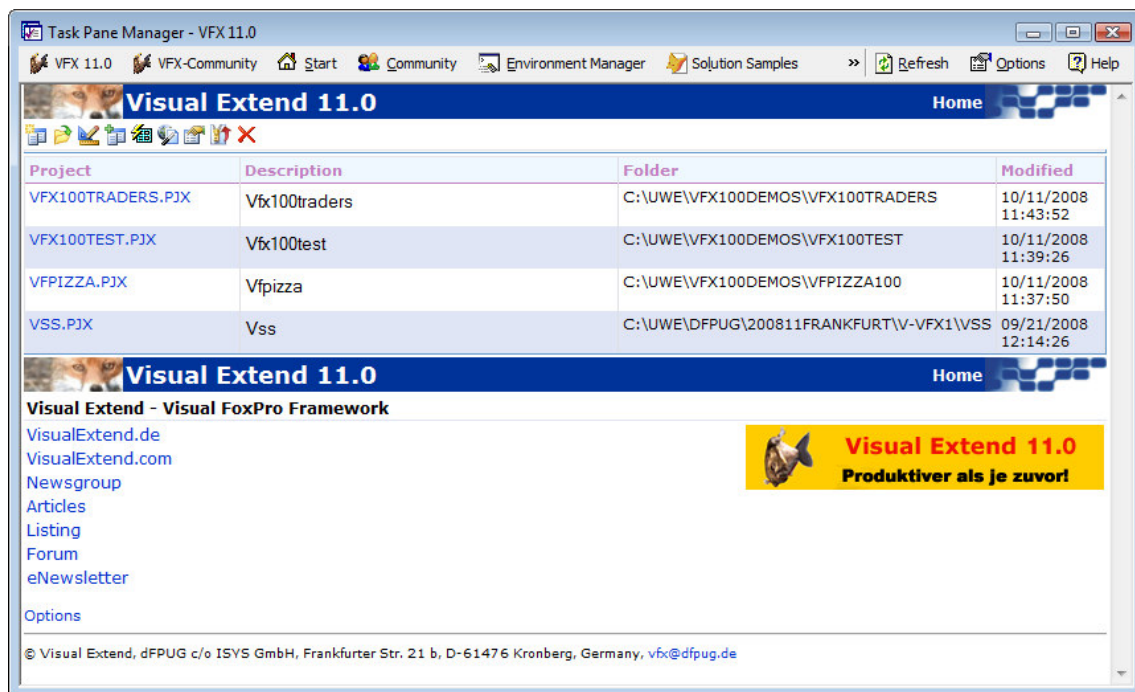 Task Pane Manager - VFX 11.0
VFX 11.0 VFX-Community Start Community Environment Manager Solution Samples » Refresh Options Help
Visual Extend 11.0 Home
Project Description Folder Modified
VFX100TRADERS.PJX Vfx100traders C:\UWE\VFX100DEMOS\VFX100TRADERS 10/11/2008
11:43:52
VFX100TEST.PJX Vfx100test C:\UWE\VFX100DEMOS\VFX100TEST 10/11/2008
11:39:26
VFPIZZA.PJX Vfpizza C:\UWE\VFX100DEMOS\VFPIZZA100 10/11/2008
11:37:50
VSS.PJX Vss C:\UWE\DFPUG\200811FRANKFURT\V-VFX1\VSS 09/21/2008
12:14:26
Visual Extend 11.0 Home
Visual Extend - Visual FoxPro Framework
VisualExtend.de
VisualExtend.com
Newsgroup
Articles
Listing
Forum
eNewsletter
Visual Extend 11.0
Produktiver als je zuvor!
Options
© Visual Extend, dFPUG c/o ISYS GmbH, Frankfurter Str. 21 b, D-61476 Kronberg, Germany, vfx@dfpug.de